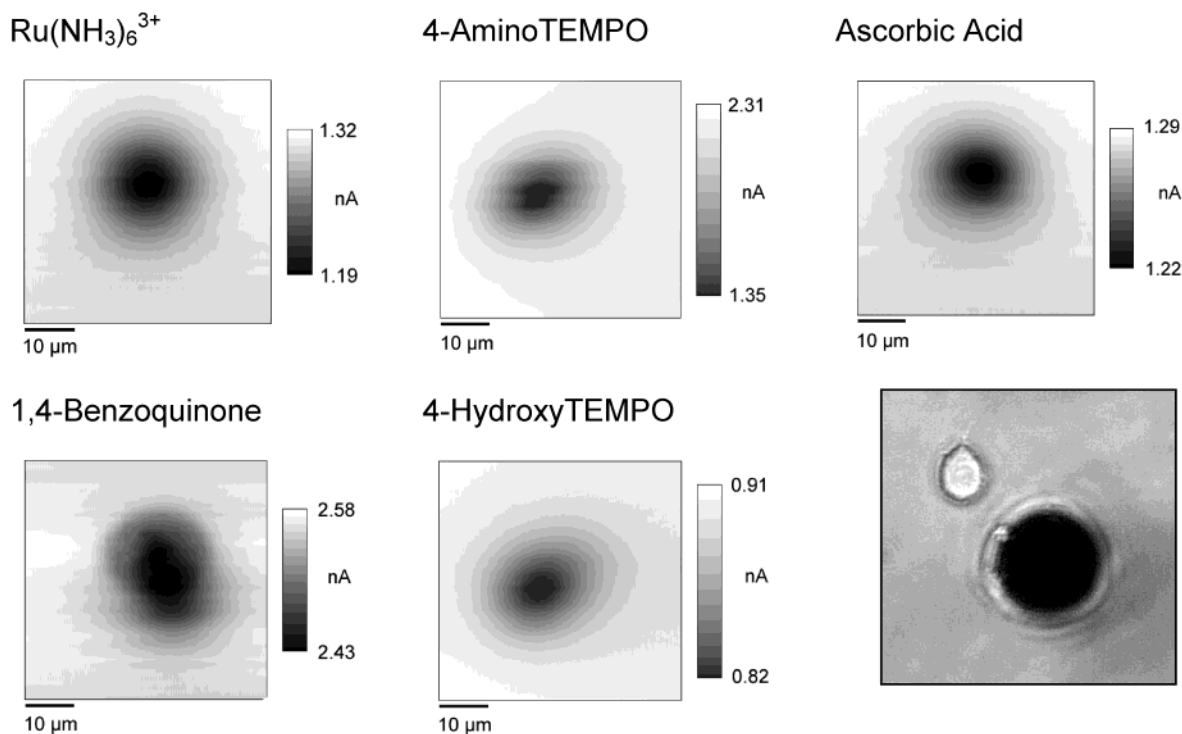 Ru(NH₃)₆³⁺
1.32
nA
1.19
10 µm
4-AminoTEMPO
2.31
nA
1.35
10 µm
Ascorbic Acid
1.29
nA
1.22
10 µm
1,4-Benzoquinone
2.58
nA
2.43
10 µm
4-HydroxyTEMPO
0.91
nA
0.82
10 µm